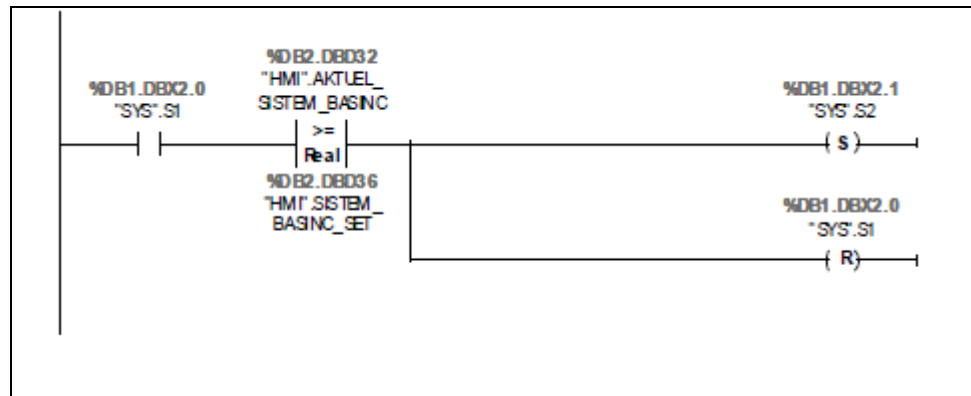 %DB2.DBD32
"HMI".AKTUEL_
SISTEM_BASINC
%DB1.DBX2.0
"SYS".S1
>=
Real
%DB2.DBD36
"HMI".SISTEM_
BASINC_SET
%DB1.DBX2.1
"SYS".S2
S
%DB1.DBX2.0
"SYS".S1
R